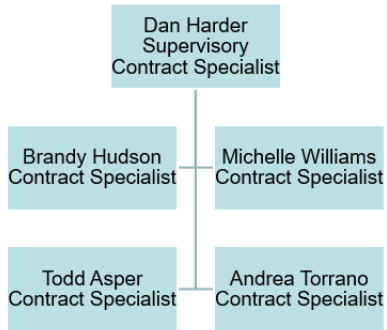 Dan Harder
Supervisory
Contract Specialist
Brandy Hudson
Contract Specialist
Michelle Williams
Contract Specialist
Todd Asper
Contract Specialist
Andrea Torrano
Contract Specialist